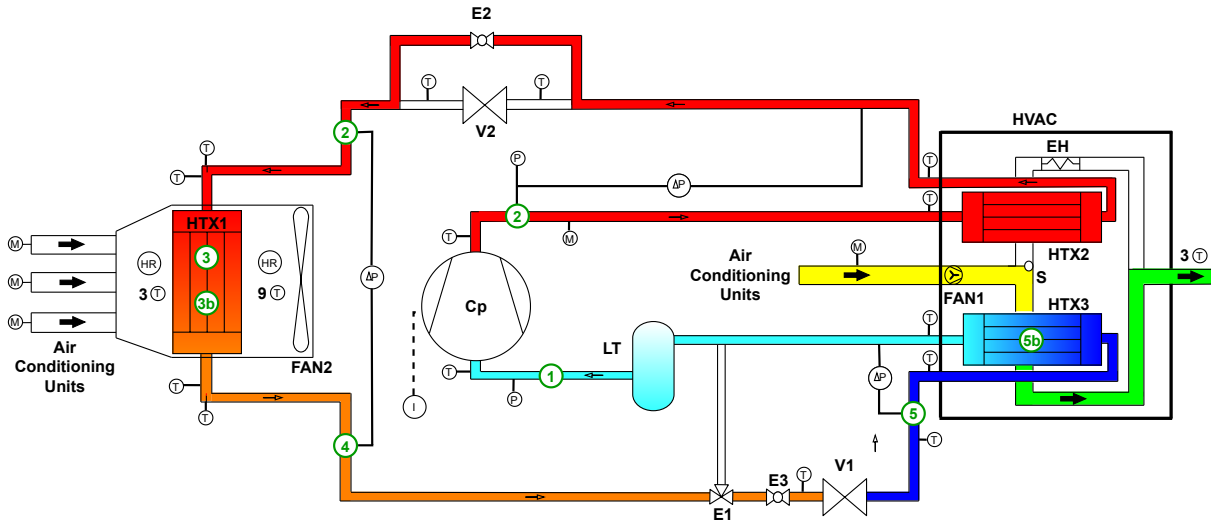 E2
HVAC
T
T
V2
EH
2
P
T
T
T
ΔP
T
HTX1
2
HTX2
M
HR
HR
T
M
M
3
Air
Conditioning
Units
3 T
M
ΔP
S
3 T
9 T
Cp
FAN1
3b
HTX3
M
LT
T
5b
Air
Conditioning
Units
FAN2
T
1
ΔP
T
T
P
I
5
T
4
T
V1
E3
T
E1